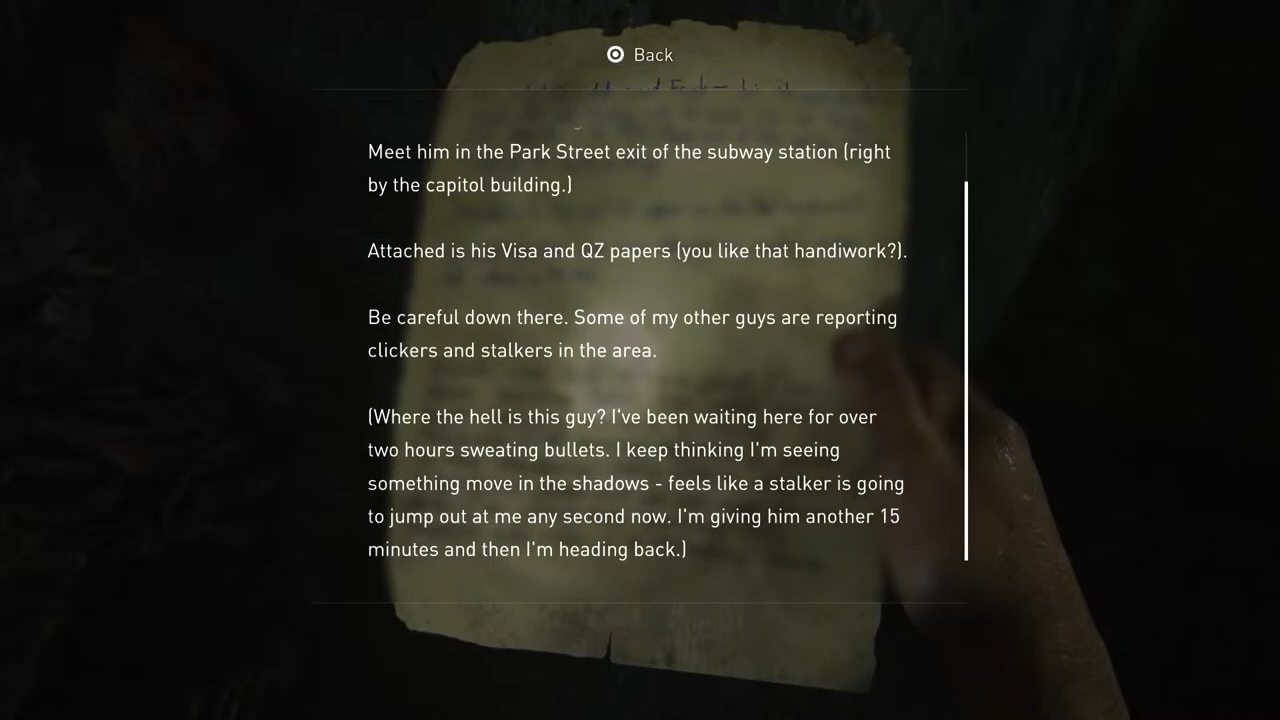 Back
Meet him in the Park Street exit of the subway station (right
by the capitol building.)
Attached is his Visa and QZ papers (you like that handiwork?).
Be careful down there. Some of my other guys are reporting
clickers and stalkers in the area.
(Where the hell is this guy? I've been waiting here for over
two hours sweating bullets. I keep thinking I'm seeing
something move in the shadows - feels like a stalker is going
to jump out at me any second now. I'm giving him another 15
minutes and then I'm heading back.)